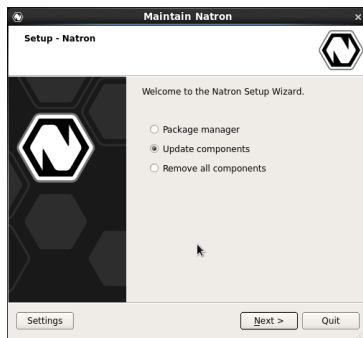 Maintain Natron
Setup - Natron
Welcome to the Natron Setup Wizard.
Package manager
Update components
Remove all components
Settings
Next >
Quit